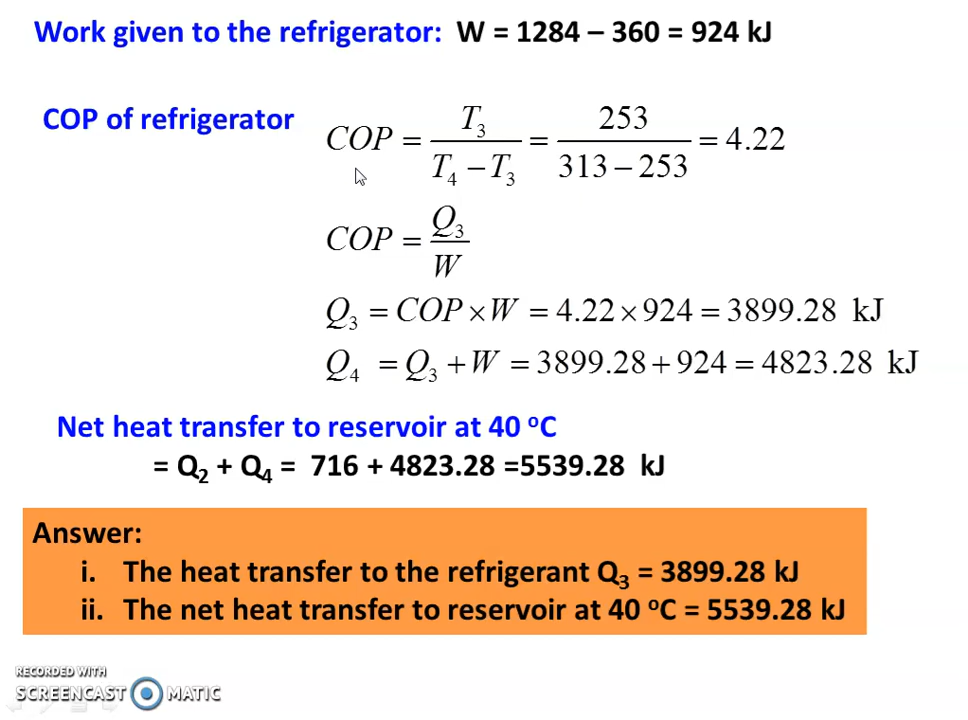 Work given to the refrigerator: W = 1284 – 360 = 924 kJ
COP of refrigerator
COP = T₃ / (T₄ − T₃) = 253 / (313 − 253) = 4.22
COP = Q₃ / W
Q₃ = COP × W = 4.22 × 924 = 3899.28 kJ
Q₄ = Q₃ + W = 3899.28 + 924 = 4823.28 kJ
Net heat transfer to reservoir at 40 ᵒC
= Q₂ + Q₄ = 716 + 4823.28 =5539.28 kJ
Answer:
i. The heat transfer to the refrigerant Q₃ = 3899.28 kJ
ii. The net heat transfer to reservoir at 40 ᵒC = 5539.28 kJ
RECORDED WITH
SCREENCAST MATIC